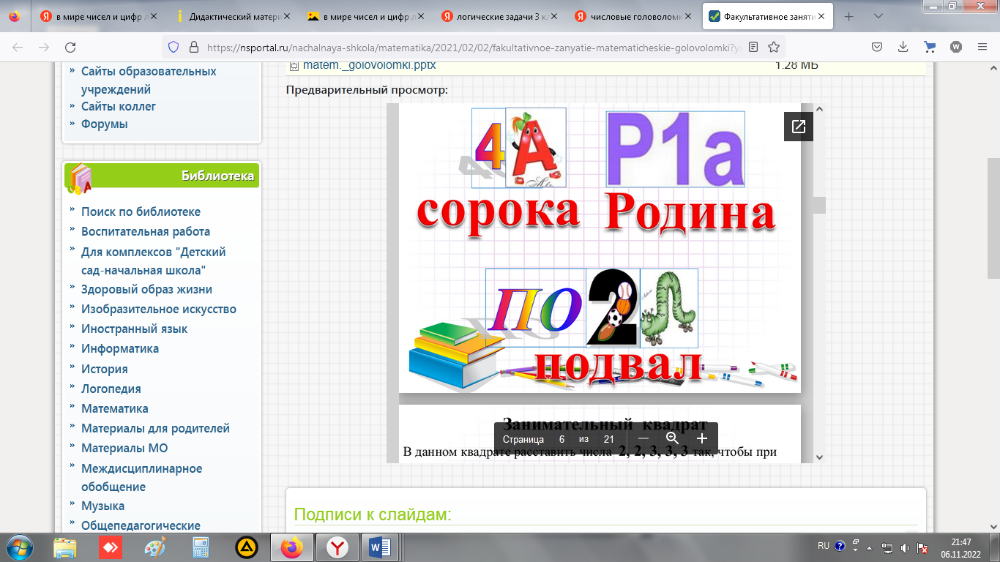 в мире чисел и цифр л
Дидактический матери
в мире чисел и цифр л
логические задачи 3 кл
числовые головоломк
Факультативное заняти
https://nsportal.ru/nachalnaya-shkola/matematika/2021/02/02/fakultativnoe-zanyatie-matematicheskie-golovolomki?y
Сайты образовательных
учреждений
Сайты коллег
Форумы
Библиотека
Поиск по библиотеке
Воспитательная работа
Для комплексов "Детский
сад-начальная школа"
Здоровый образ жизни
Изобразительное искусство
Иностранный язык
Информатика
История
Логопедия
Математика
Материалы для родителей
Материалы МО
Междисциплинарное
обобщение
Музыка
Общепедагогические
matem._golovolomki.pptx 1.28 МБ
Предварительный просмотр:
4А Р1а
сорока Родина
ПО2Л
подвал
Занимательный квадрат
Страница 6 из 21
В данном квадрате расставить числа 2, 2, 3, 3, 3 так, чтобы при
Подписи к слайдам:
RU
21:47
06.11.2022